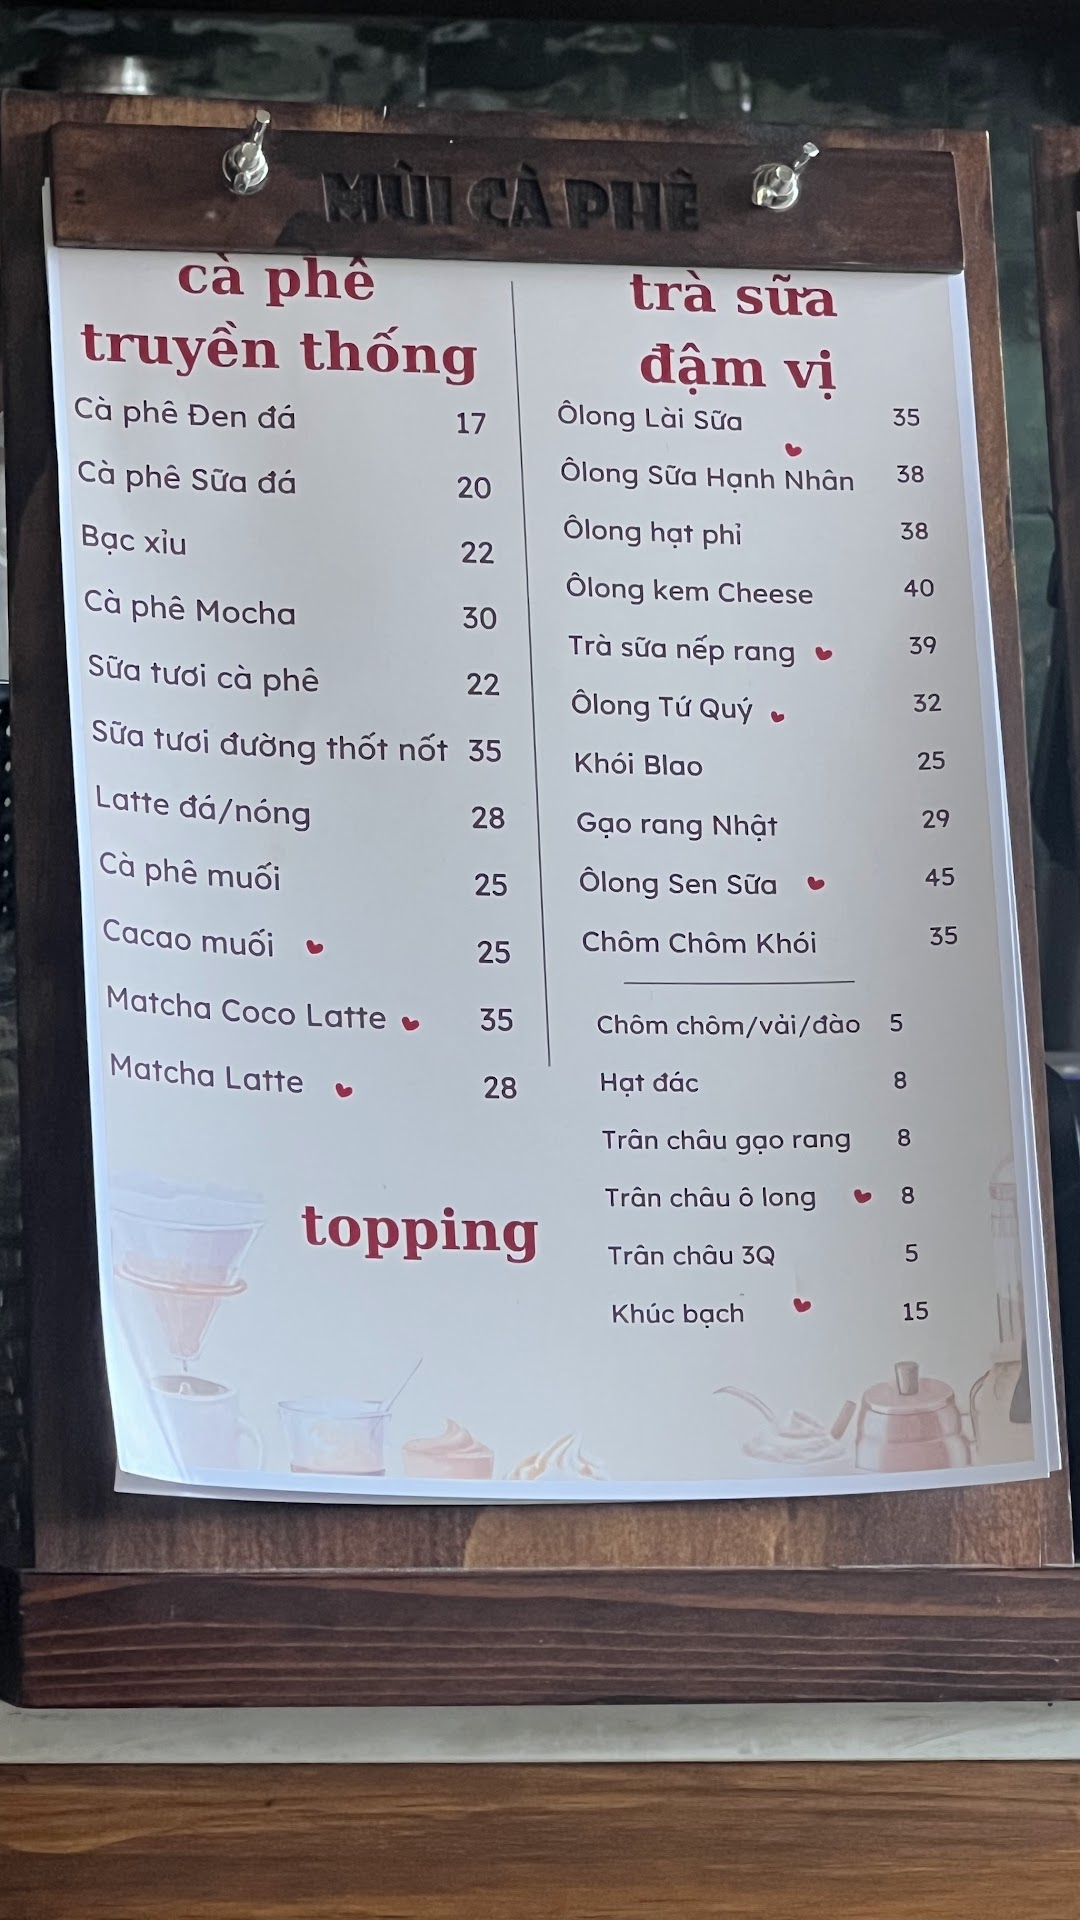 MÙI CÀ PHÊ
cà phê
truyền thống
Cà phê Đen đá 17
Cà phê Sữa đá 20
Bạc xỉu 22
Cà phê Mocha 30
Sữa tươi cà phê 22
Sữa tươi đường thốt nốt 35
Latte đá/nóng 28
Cà phê muối 25
Cacao muối 25
Matcha Coco Latte 35
Matcha Latte 28
trà sữa
đậm vị
Ôlong Lài Sữa 35
Ôlong Sữa Hạnh Nhân 38
Ôlong hạt phỉ 38
Ôlong kem Cheese 40
Trà sữa nếp rang 39
Ôlong Tứ Quý 32
Khói Blao 25
Gạo rang Nhật 29
Ôlong Sen Sữa 45
Chôm Chôm Khói 35
topping
Chôm chôm/vải/đào 5
Hạt đác 8
Trân châu gạo rang 8
Trân châu ô long 8
Trân châu 3Q 5
Khúc bạch 15